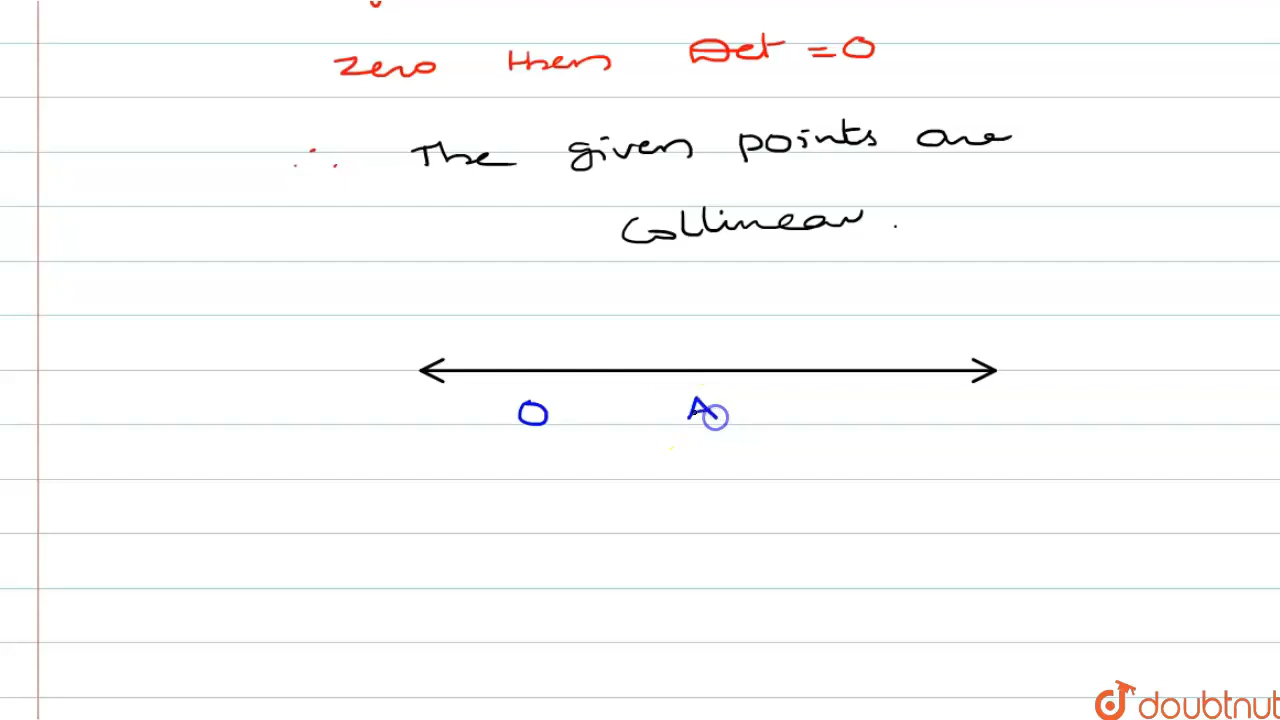 zero then Det = 0
∴ The given points are
Collinear.
O A
doubtnut